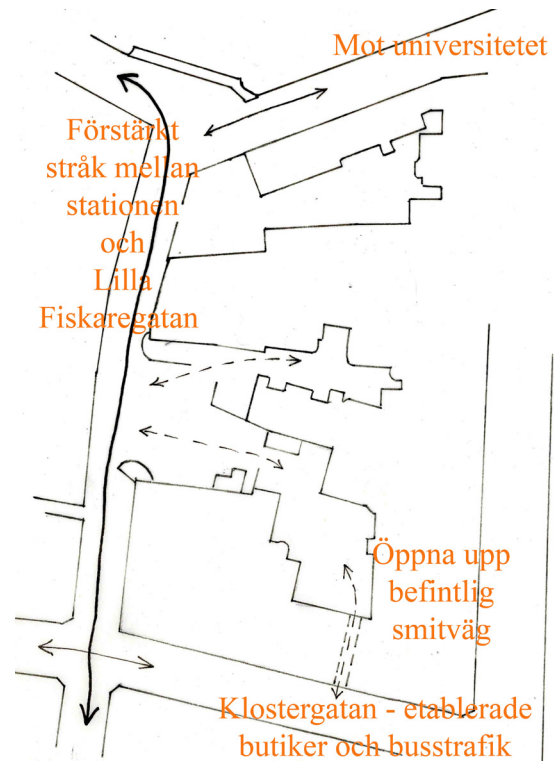 Mot universitetet
Förstärkt
stråk mellan
stationen
och
Lilla
Fiskaregatan
Öppna upp
befintlig
smitväg
Klostergatan - etablerade
butiker och busstrafik